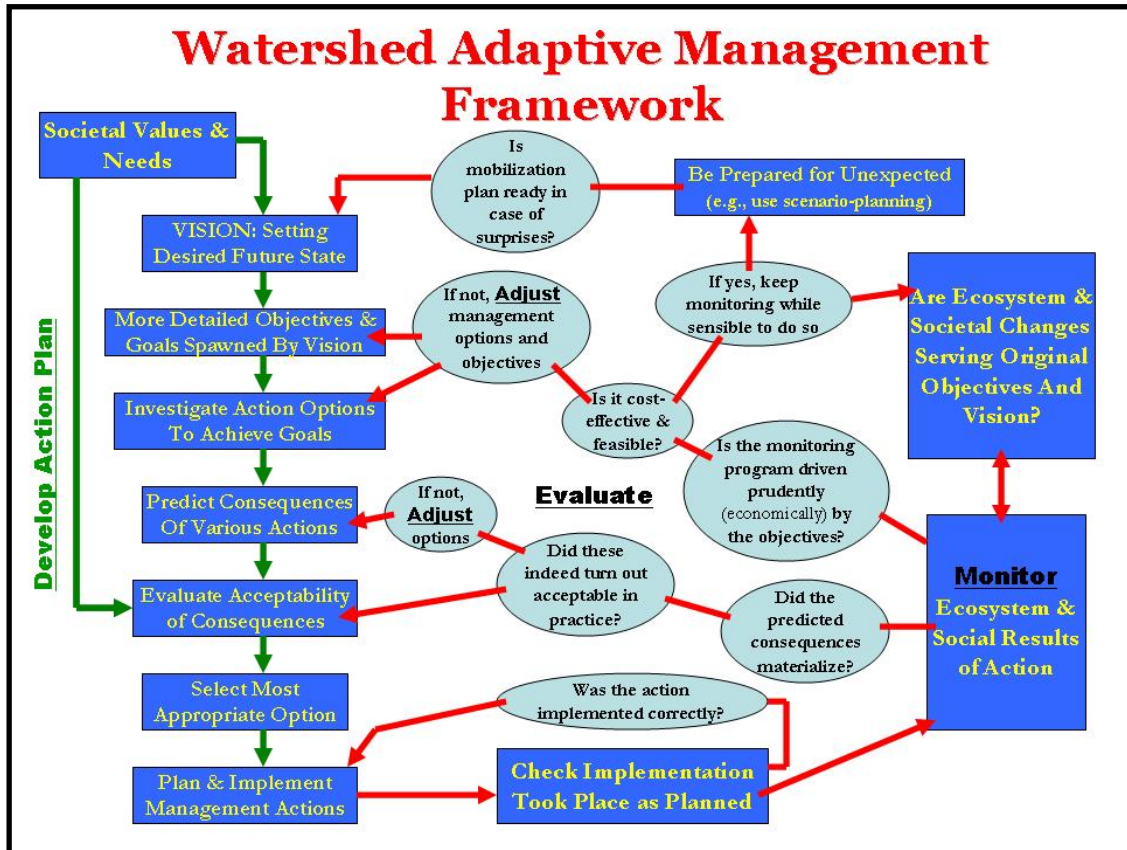 Watershed Adaptive Management
Framework
Societal Values &
Needs
Is
mobilization
plan ready in
case of
surprises?
Be Prepared for Unexpected
(e.g., use scenario-planning)
VISION: Setting
Desired Future State
If not, Adjust
management
options and
objectives
If yes, keep
monitoring while
sensible to do so
Are Ecosystem &
Societal Changes
Serving Original
Objectives And
Vision?
More Detailed Objectives &
Goals Spawned By Vision
Develop Action Plan
Investigate Action Options
To Achieve Goals
Is it cost-
effective &
feasible?
Is the monitoring
program driven
prudently
(economically) by
the objectives?
Predict Consequences
Of Various Actions
If not,
Adjust
options
Evaluate
Did these
indeed turn out
acceptable in
practice?
Monitor
Ecosystem &
Social Results
of Action
Evaluate Acceptability
of Consequences
Did the
predicted
consequences
materialize?
Select Most
Appropriate Option
Was the action
implemented correctly?
Plan & Implement
Management Actions
Check Implementation
Took Place as Planned